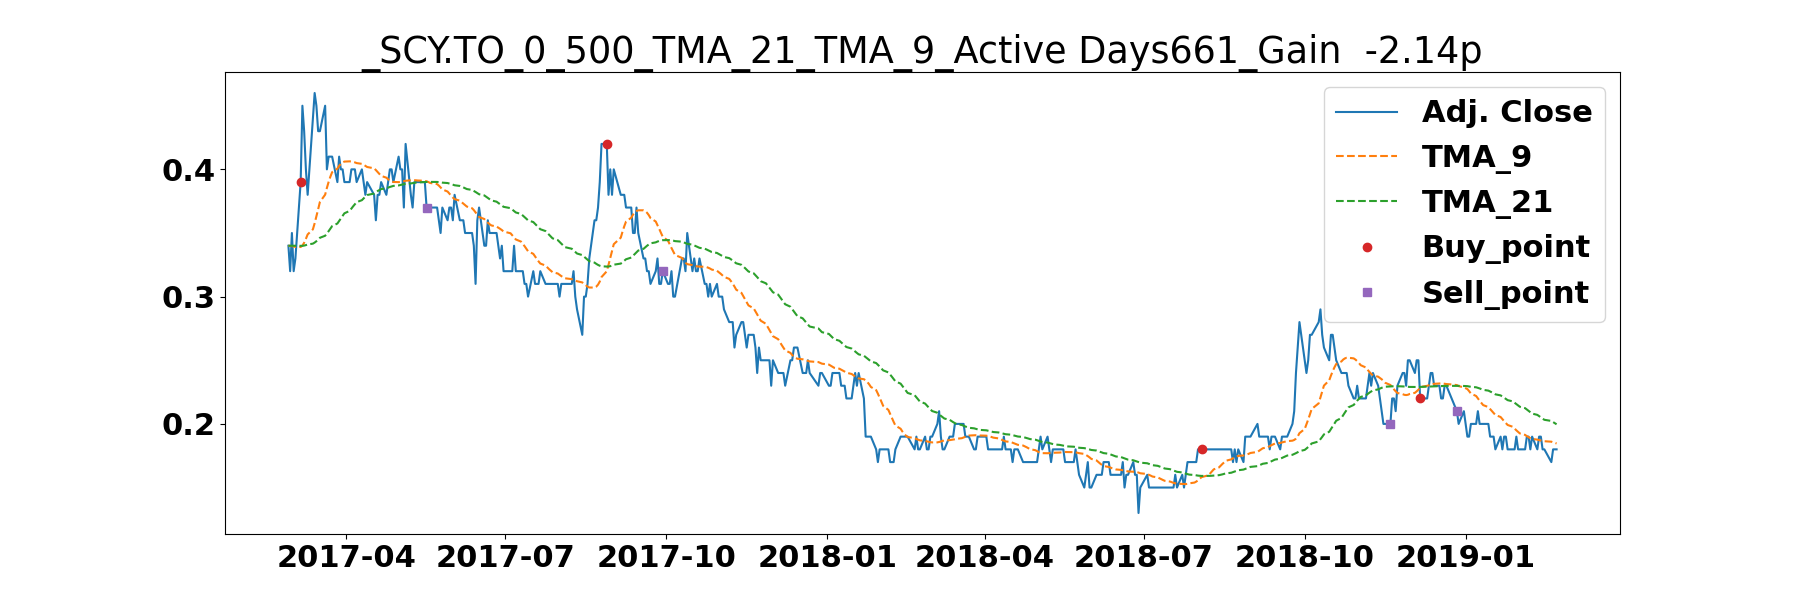 _SCY.TO_0_500_TMA_21_TMA_9_Active Days661_Gain  -2.14p
Adj. Close
TMA_9
TMA_21
Buy_point
Sell_point
0.4
0.3
0.2
2017-04 2017-07 2017-10 2018-01 2018-04 2018-07 2018-10 2019-01